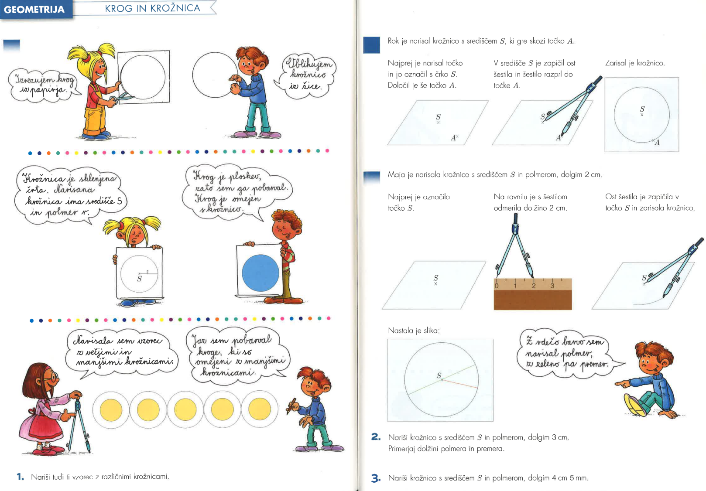 GEOMETRIJA
KROG IN KROŽNICA
Izrezujem krog
iz papirja.
Oblikujem
krožnico
iz žice.
Krožnica je sklenjena
črta. Narisana
krožnica ima središče S
in polmer r.
Krog je ploskev,
zato sem ga pobarval.
Krog je omejen
s krožnico.
r
S
Narisala sem vzorec
z večjimi in
manjšimi krožnicami.
Jaz sem pobarval
kroge, ki so
omejeni z manjšimi
krožnicami.
1. Nariši tudi ti vzorec z različnimi krožnicami.
Rok je narisal krožnico s središčem S, ki gre skozi točko A.
Najprej je narisal točko
in jo označil s črko S.
Določil je še točko A.
V središče S je zapičil ost
šestila in šestilo razprl do
točke A.
Zarisal je krožnico.
S
A
S
A
S
A
Maja je narisala krožnico s središčem S in polmerom, dolgim 2 cm.
Najprej je označila
točko S.
Na ravnilu je s šestilom
odmerila dolžino 2 cm.
Ost šestila je zapičila v
točko S in zarisala krožnico.
S
0 1 2 3
S
Nastala je slika:
S
Z rdečo barvo sem
narisal polmer,
z zeleno pa premer.
2. Nariši krožnico s središčem S in polmerom, dolgim 3 cm.
Primerjaj dolžini polmera in premera.
3. Nariši krožnico s središčem S in polmerom, dolgim 4 cm 5 mm.